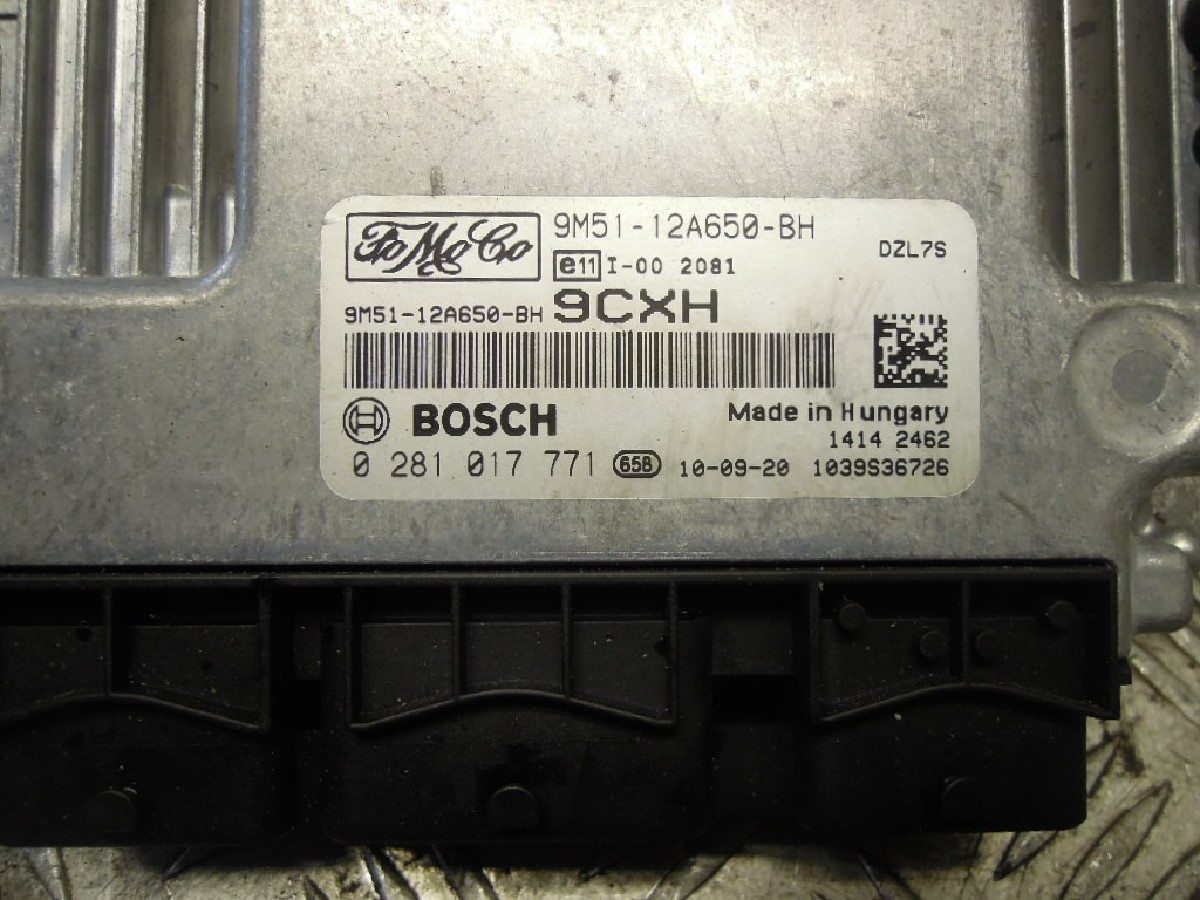 FoMoCo 9M51-12A650-BH
DZL7S
e11 I-00 2081
9M51-12A650-BH 9CXH
BOSCH Made in Hungary
1414 2462
0 281 017 771 65B 10-09-20 1039S36726